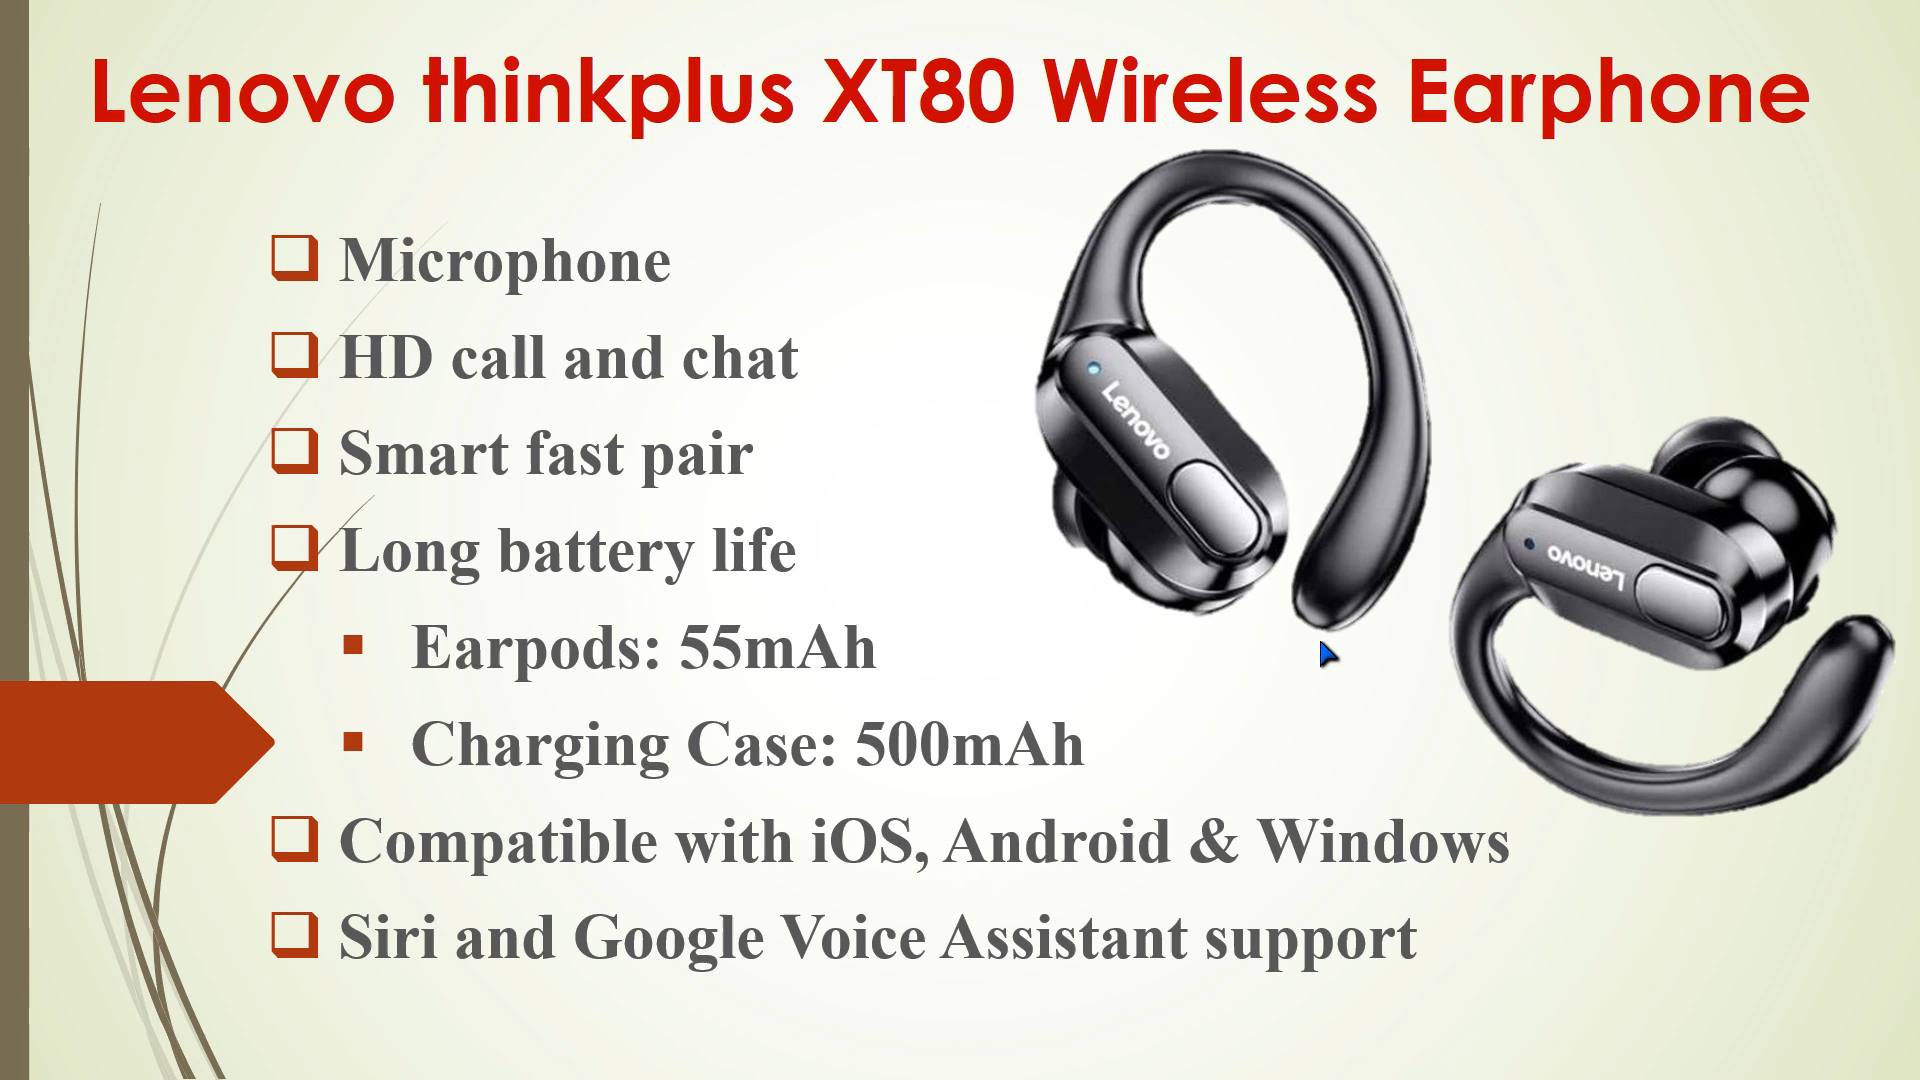 Lenovo thinkplus XT80 Wireless Earphone
Microphone
HD call and chat
Smart fast pair
Long battery life
Earpods: 55mAh
Charging Case: 500mAh
Compatible with iOS, Android & Windows
Siri and Google Voice Assistant support
Lenovo
Lenovo